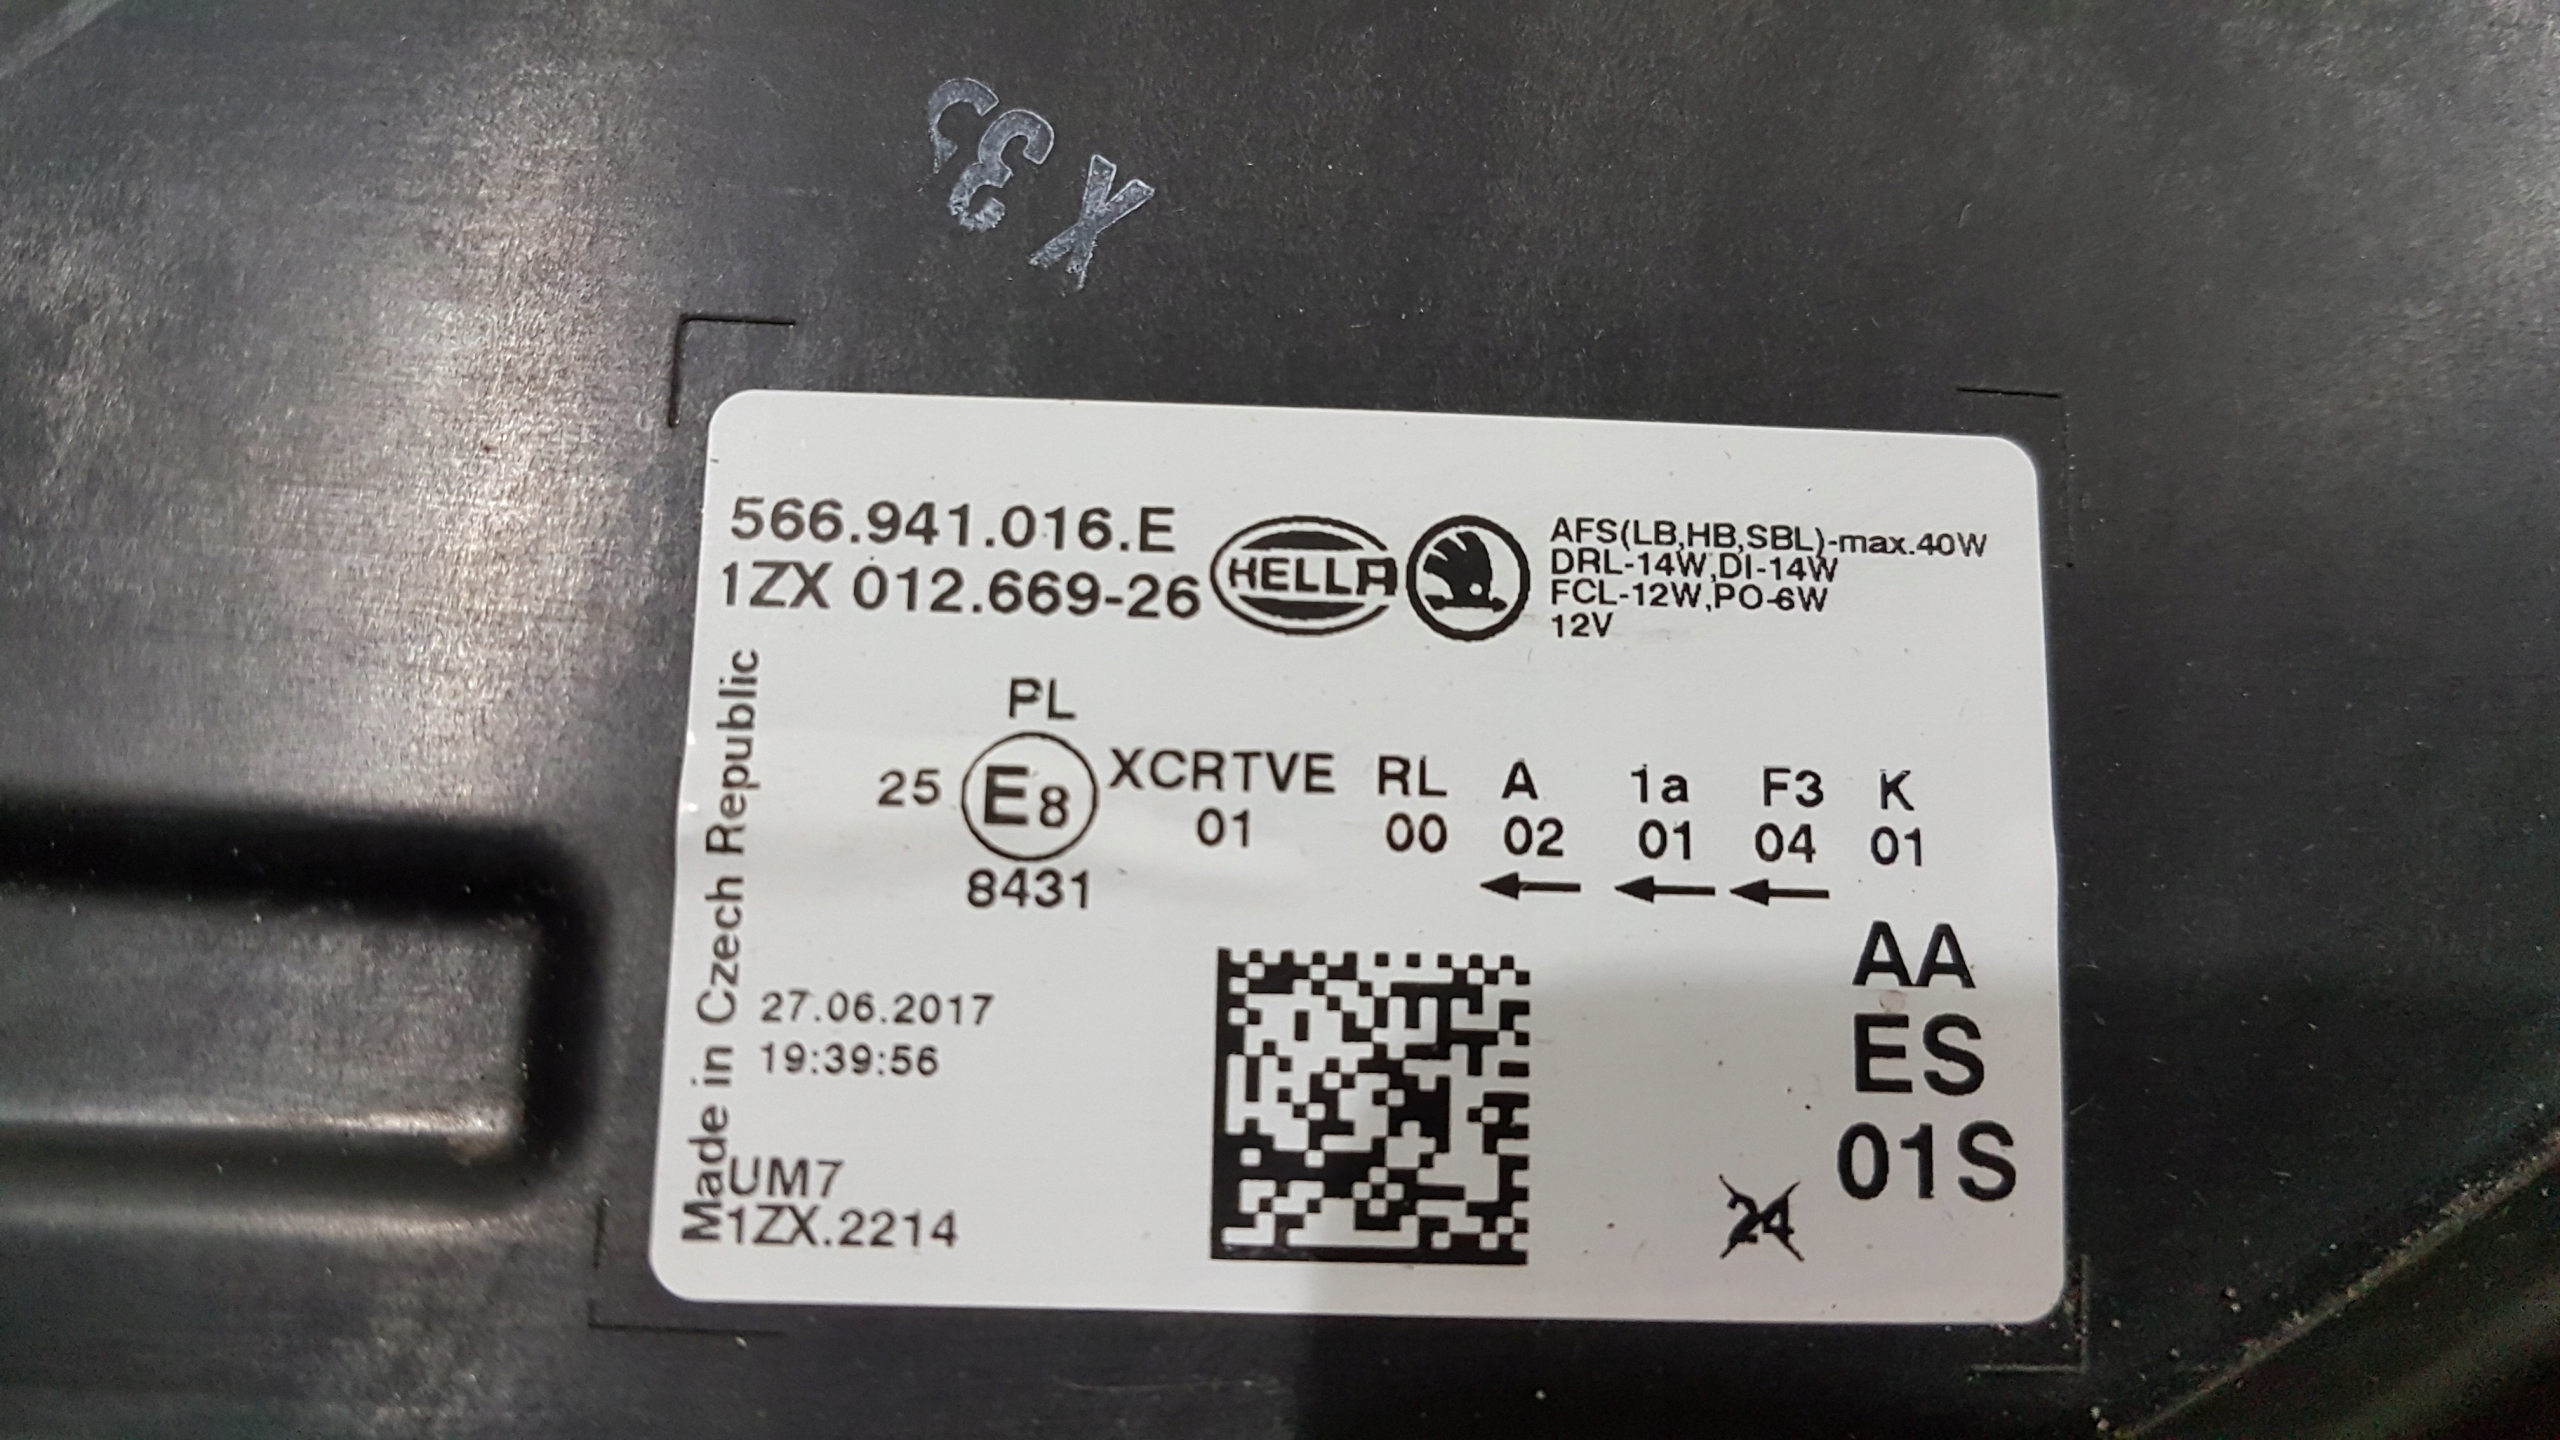 X 33
566.941.016.E
1ZX 012.669-26
HELLA
AFS(LB,HB,SBL)-max.40W
DRL-14W,DI-14W
FCL-12W,PO-6W
12V
Made in Czech Republic
PL
25 E8 XCRTVE RL A 1a F3 K
01 00 02 01 04 01
8431
27.06.2017
19:39:56
UM7
1ZX.2214
AA
ES
01S
24